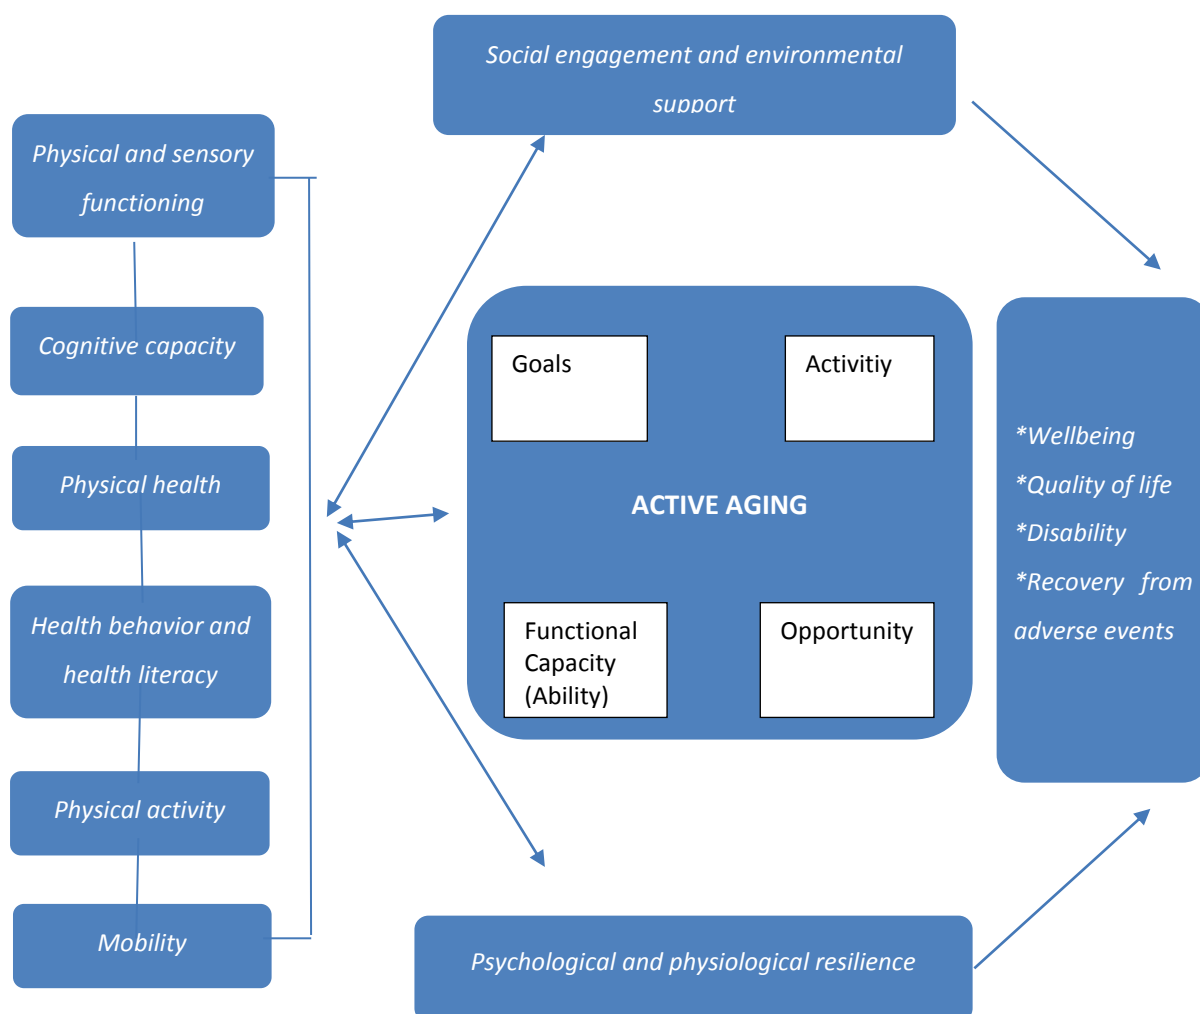 Social engagement and environmental
support
Physical and sensory
functioning
Cognitive capacity
Physical health
Health behavior and
health literacy
Physical activity
Mobility
Goals
Activitiy
ACTIVE AGING
Functional
Capacity
(Ability)
Opportunity
*Wellbeing
*Quality of life
*Disability
*Recovery from
adverse events
Psychological and physiological resilience